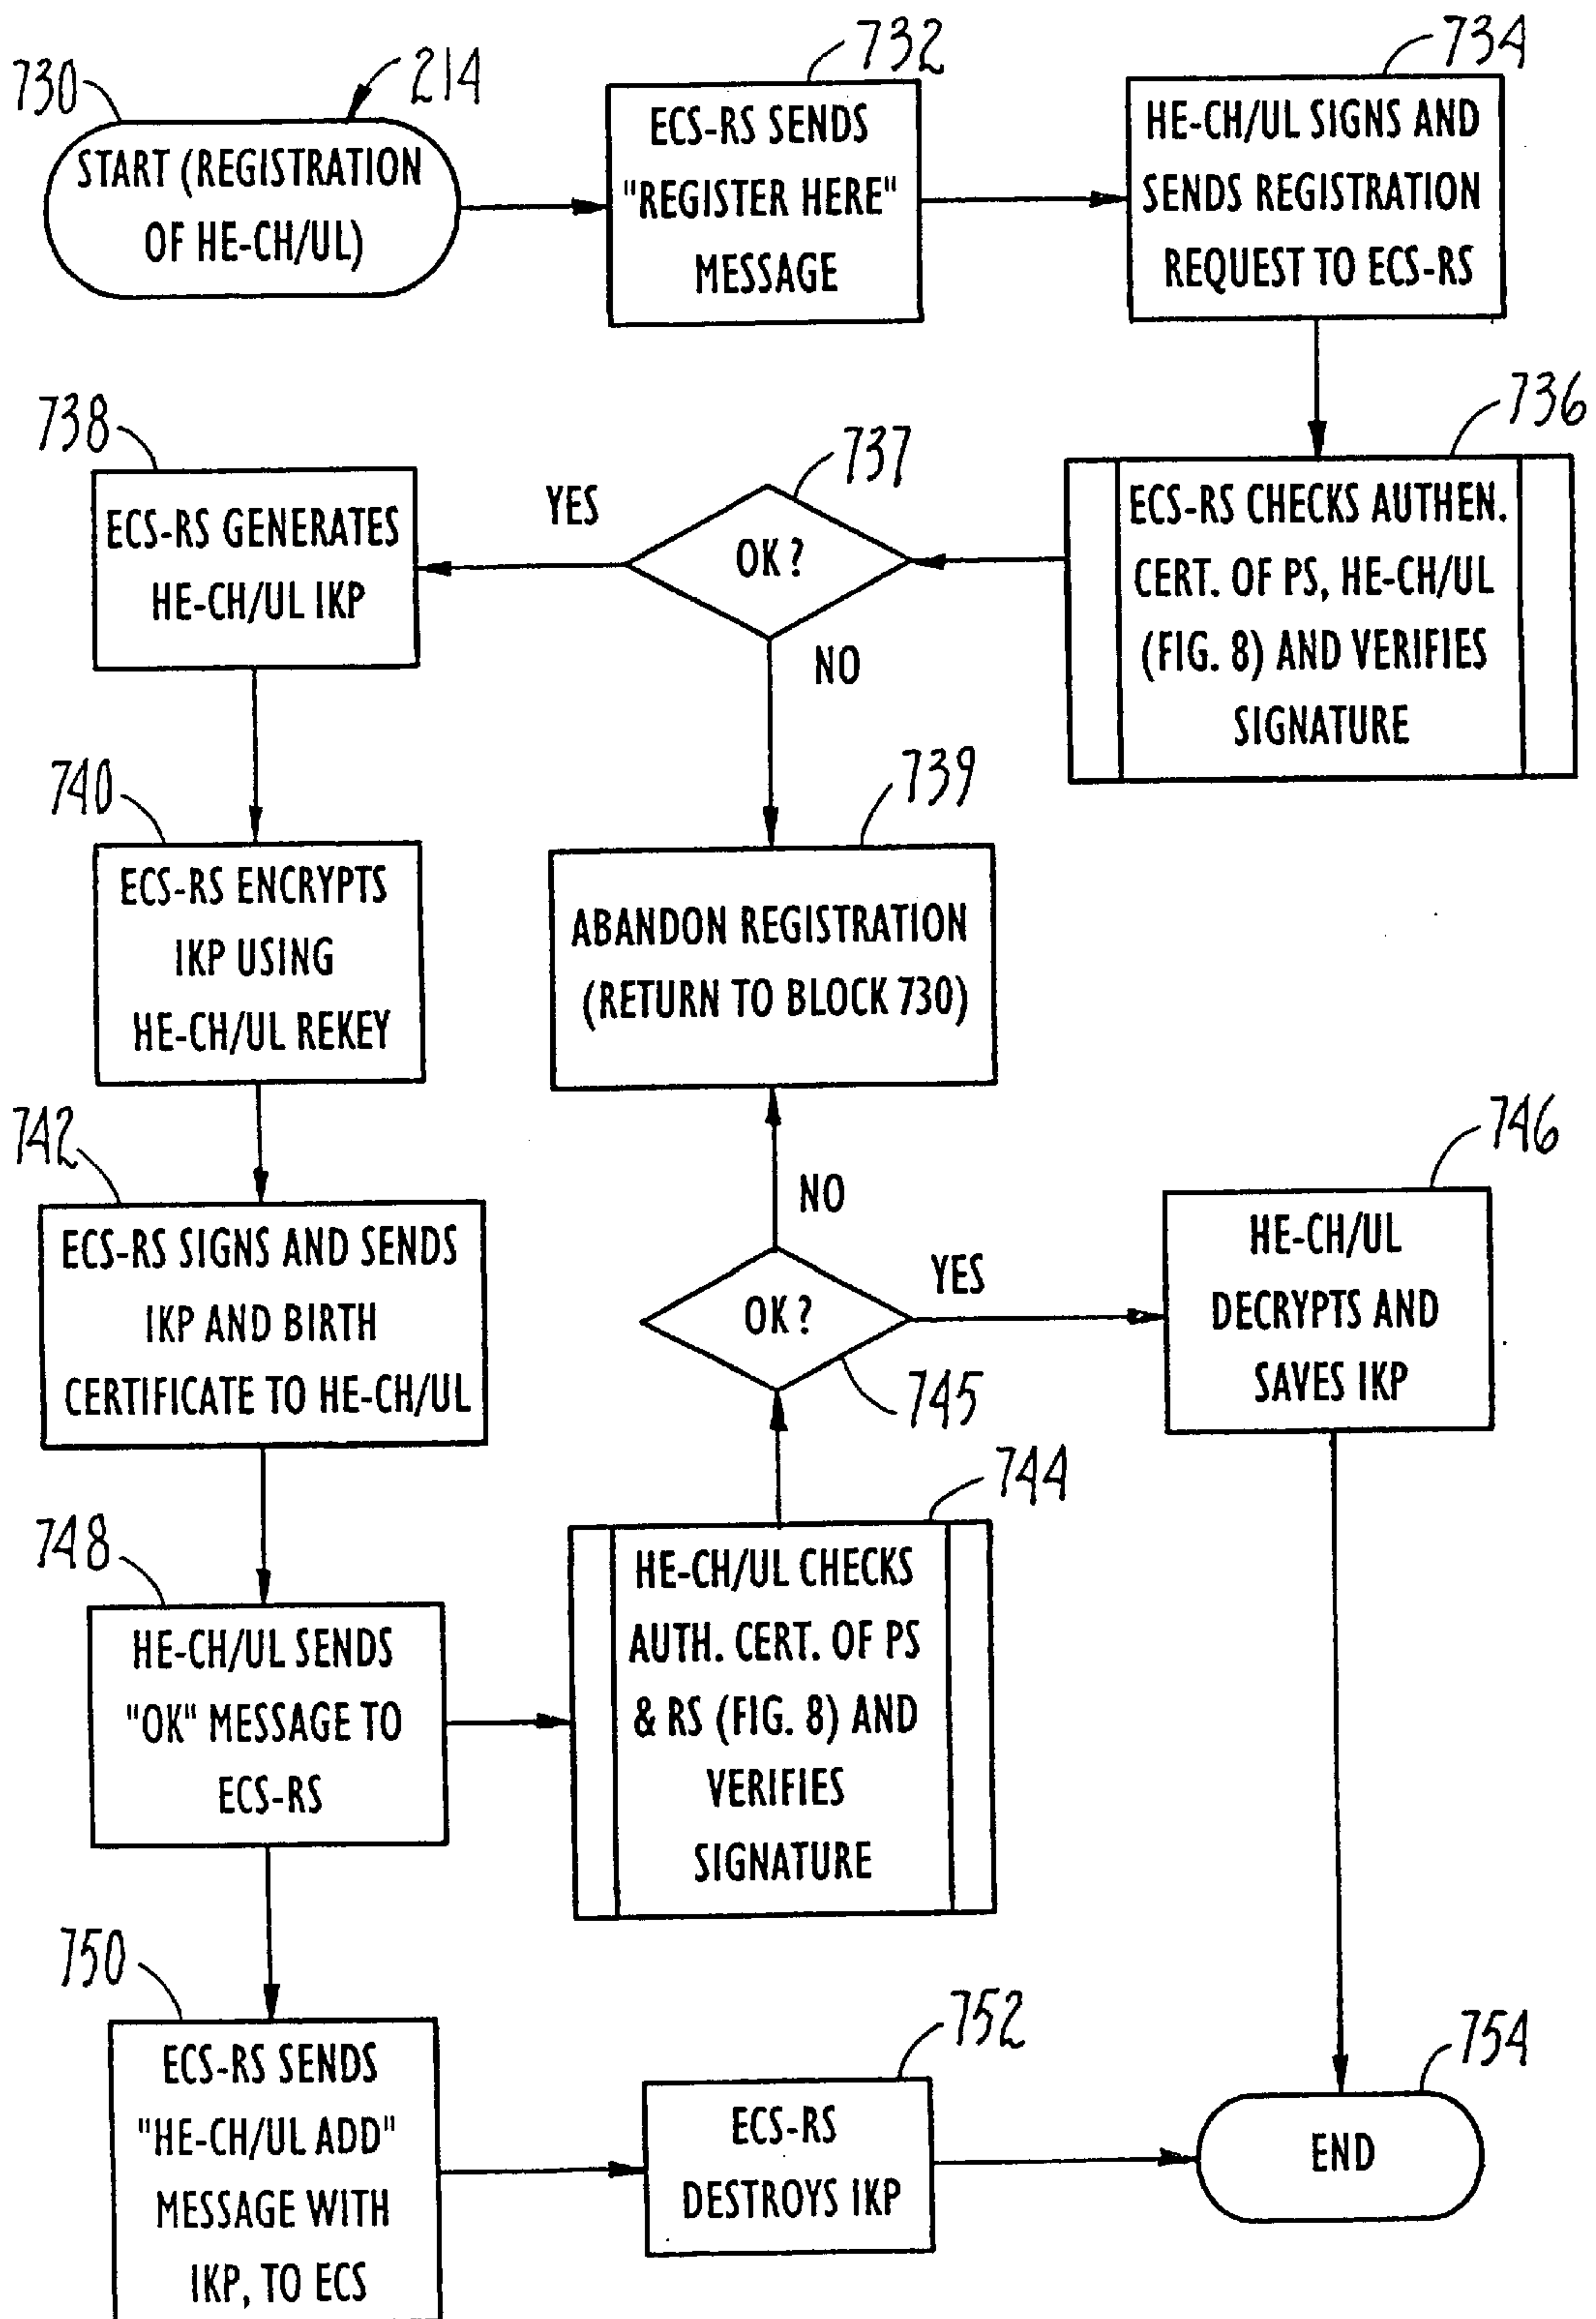 730
214
START (REGISTRATION
OF HE-CH/UL)
732
ECS-RS SENDS
"REGISTER HERE"
MESSAGE
734
HE-CH/UL SIGNS AND
SENDS REGISTRATION
REQUEST TO ECS-RS
736
ECS-RS CHECKS AUTHEN.
CERT. OF PS, HE-CH/UL
(FIG. 8) AND VERIFIES
SIGNATURE
737
OK?
YES
NO
738
ECS-RS GENERATES
HE-CH/UL IKP
739
ABANDON REGISTRATION
(RETURN TO BLOCK 730)
740
ECS-RS ENCRYPTS
IKP USING
HE-CH/UL REKEY
742
ECS-RS SIGNS AND SENDS
IKP AND BIRTH
CERTIFICATE TO HE-CH/UL
748
HE-CH/UL SENDS
"OK" MESSAGE TO
ECS-RS
744
HE-CH/UL CHECKS
AUTH. CERT. OF PS
& RS (FIG. 8) AND
VERIFIES
SIGNATURE
745
OK?
NO
YES
746
HE-CH/UL
DECRYPTS AND
SAVES IKP
750
ECS-RS SENDS
"HE-CH/UL ADD"
MESSAGE WITH
IKP, TO ECS
752
ECS-RS
DESTROYS IKP
754
END